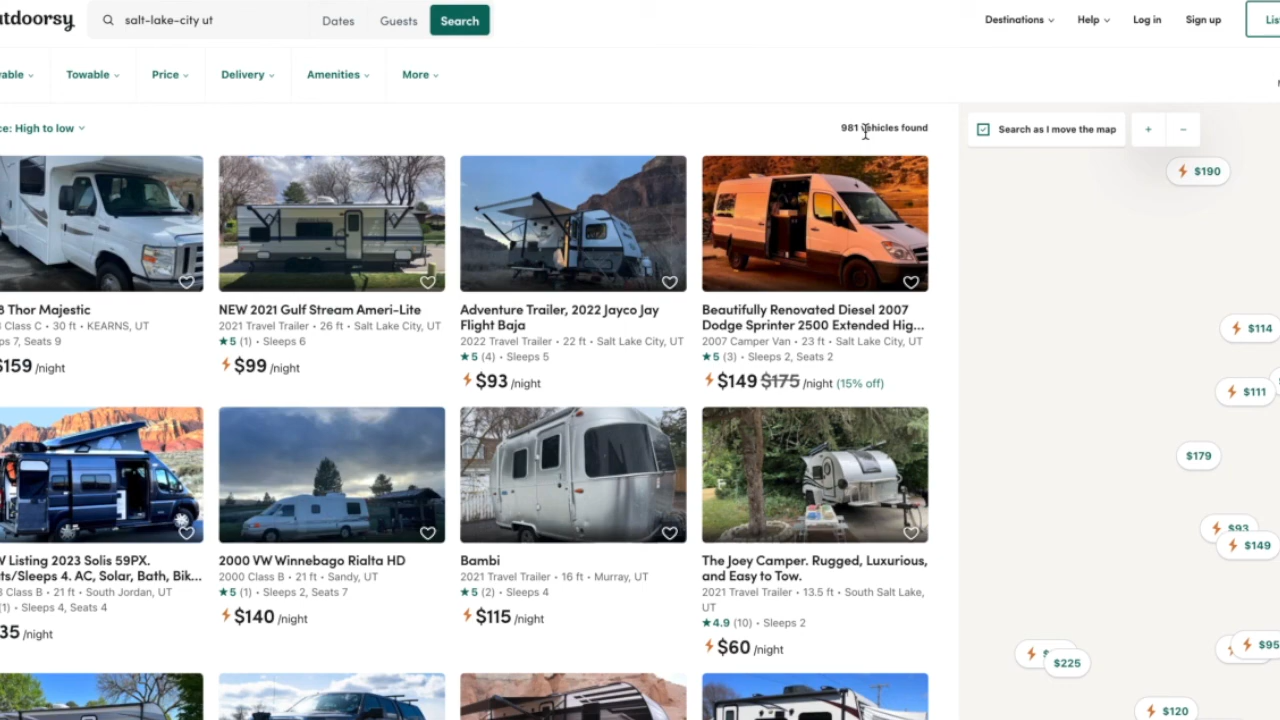 utdoorsy
salt-lake-city ut
Dates
Guests
Search
Destinations
Help
Log in
Sign up
List
vable
Towable
Price
Delivery
Amenities
More
ce: High to low
981 vehicles found
Search as I move the map
+
−
8 Thor Majestic
Class C • 30 ft • KEARNS, UT
ps 7, Seats 9
$159 /night
NEW 2021 Gulf Stream Ameri-Lite
2021 Travel Trailer • 26 ft • Salt Lake City, UT
★5 (1) • Sleeps 6
$99 /night
Adventure Trailer, 2022 Jayco Jay
Flight Baja
2022 Travel Trailer • 22 ft • Salt Lake City, UT
★5 (4) • Sleeps 5
$93 /night
Beautifully Renovated Diesel 2007
Dodge Sprinter 2500 Extended Hig...
2007 Camper Van • 23 ft • Salt Lake City, UT
★5 (3) • Sleeps 2, Seats 2
$149 $175 /night (15% off)
W Listing 2023 Solis 59PX.
ts/Sleeps 4. AC, Solar, Bath, Bik...
3 Class B • 21 ft • South Jordan, UT
(1) • Sleeps 4, Seats 4
35 /night
2000 VW Winnebago Rialta HD
2000 Class B • 21 ft • Sandy, UT
★5 (1) • Sleeps 2, Seats 7
$140 /night
Bambi
2021 Travel Trailer • 16 ft • Murray, UT
★5 (2) • Sleeps 4
$115 /night
The Joey Camper. Rugged, Luxurious,
and Easy to Tow.
2021 Travel Trailer • 13.5 ft • South Salt Lake,
UT
★4.9 (10) • Sleeps 2
$60 /night
$190
$114
$111
$179
$93
$149
$95
$
$225
$120